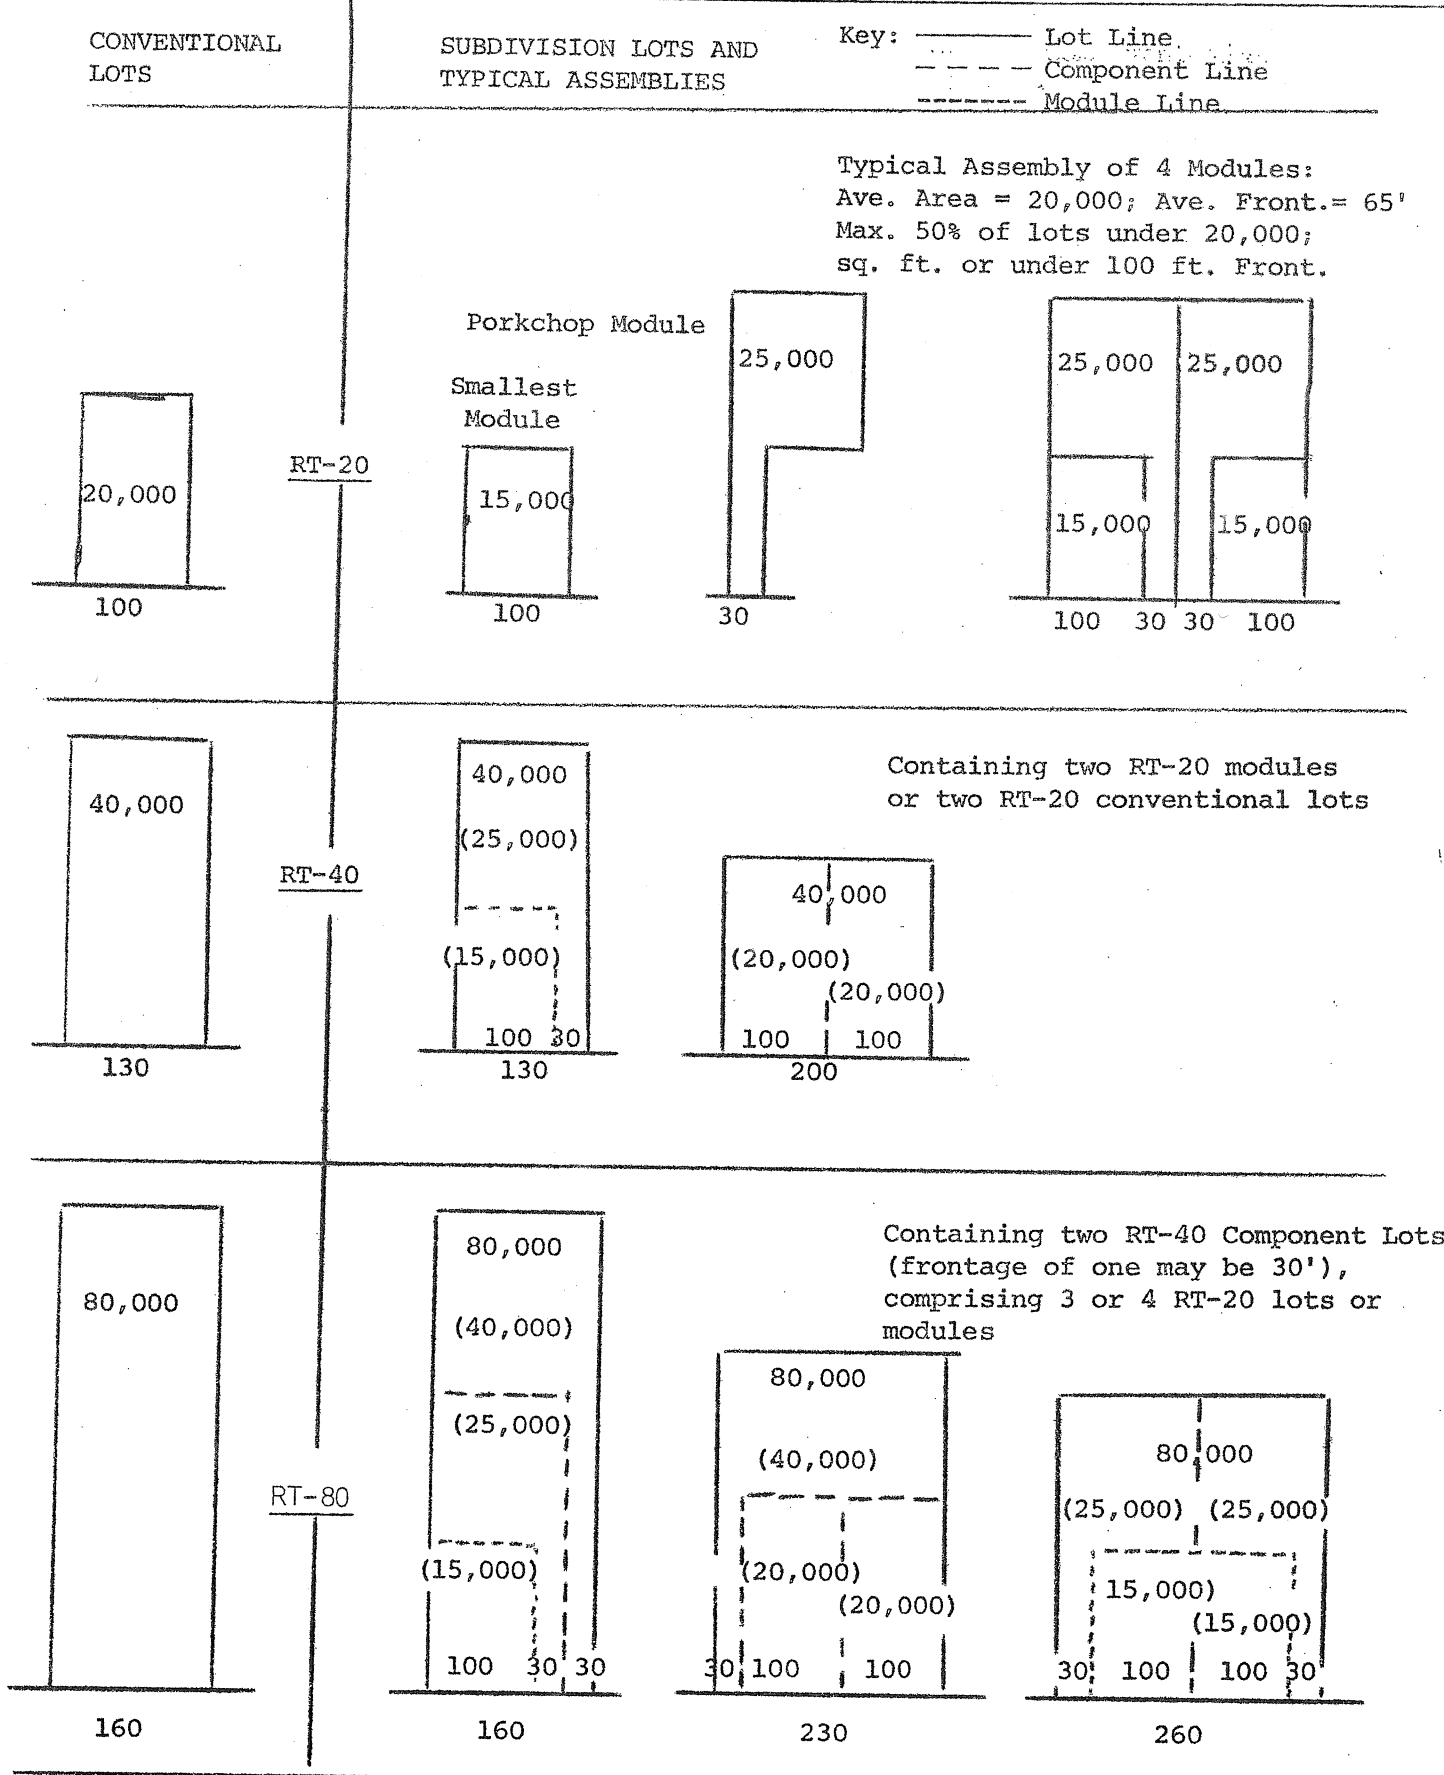 CONVENTIONAL
LOTS
SUBDIVISION LOTS AND
TYPICAL ASSEMBLIES
Key: Lot Line
Component Line
Module Line
Typical Assembly of 4 Modules:
Ave. Area = 20,000; Ave. Front.= 65'
Max. 50% of lots under 20,000;
sq. ft. or under 100 ft. Front.
Porkchop Module
Smallest
Module
RT-20
20,000
100
15,000
100
25,000
30
25,000 25,000
15,000 15,000
100 30 30 100
RT-40
40,000
130
40,000
(25,000)
(15,000)
100 30
130
Containing two RT-20 modules
or two RT-20 conventional lots
40,000
(20,000)
(20,000)
100 100
200
RT-80
80,000
160
80,000
(40,000)
(25,000)
(15,000)
100 30 30
160
Containing two RT-40 Component Lots
(frontage of one may be 30'),
comprising 3 or 4 RT-20 lots or
modules
80,000
(40,000)
(20,000)
(20,000)
30 100 100
230
80,000
(25,000) (25,000)
15,000)
(15,000)
30 100 100 30
260